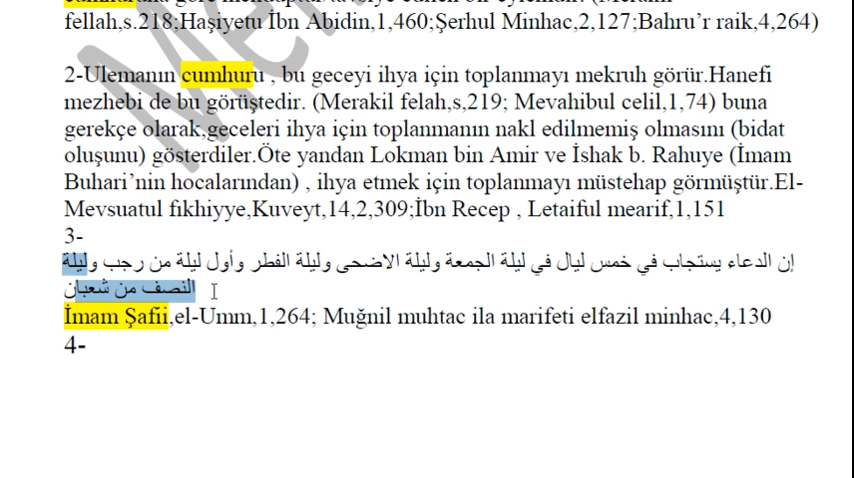 fellah,s.218;Haşiyetu İbn Abidin,1,460;Şerhul Minhac,2,127;Bahru’r raik,4,264)
2-Ulemanın cumhuru , bu geceyi ihya için toplanmayı mekruh görür.Hanefi
mezhebi de bu görüştedir. (Merakil felah,s,219; Mevahibul celil,1,74) buna
gerekçe olarak,geceleri ihya için toplanmanın nakl edilmemiş olmasını (bidat
oluşunu) gösterdiler.Öte yandan Lokman bin Amir ve İshak b. Rahuye (İmam
Buhari’nin hocalarından) , ihya etmek için toplanmayı müstehap görmüştür.El-
Mevsuatul fıkhiyye,Kuveyt,14,2,309;İbn Recep , Letaiful mearif,1,151
3-
إن الدعاء يستجاب في خمس ليال في ليلة الجمعة وليلة الاضحى وليلة الفطر وأول ليلة من رجب وليلة
النصف من شعبان
İmam Şafii,el-Umm,1,264; Muğnil muhtac ila marifeti elfazil minhac,4,130
4-